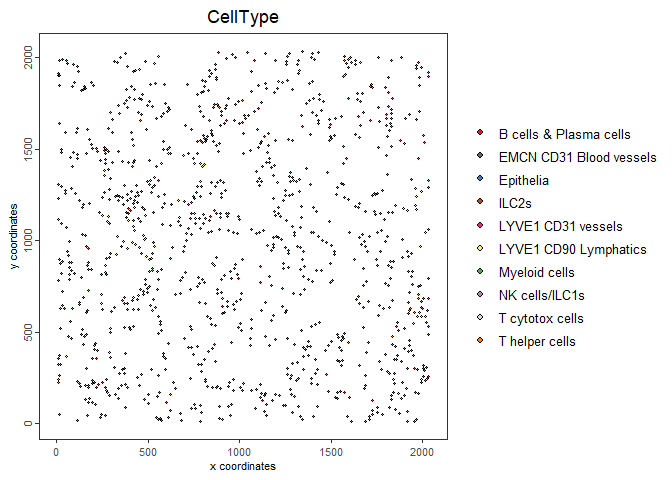 CellType
2000
1500
1000
500
0
y coordinates
0
500
1000
1500
2000
x coordinates
B cells & Plasma cells
EMCN CD31 Blood vessels
Epithelia
ILC2s
LYVE1 CD31 vessels
LYVE1 CD90 Lymphatics
Myeloid cells
NK cells/ILC1s
T cytotox cells
T helper cells